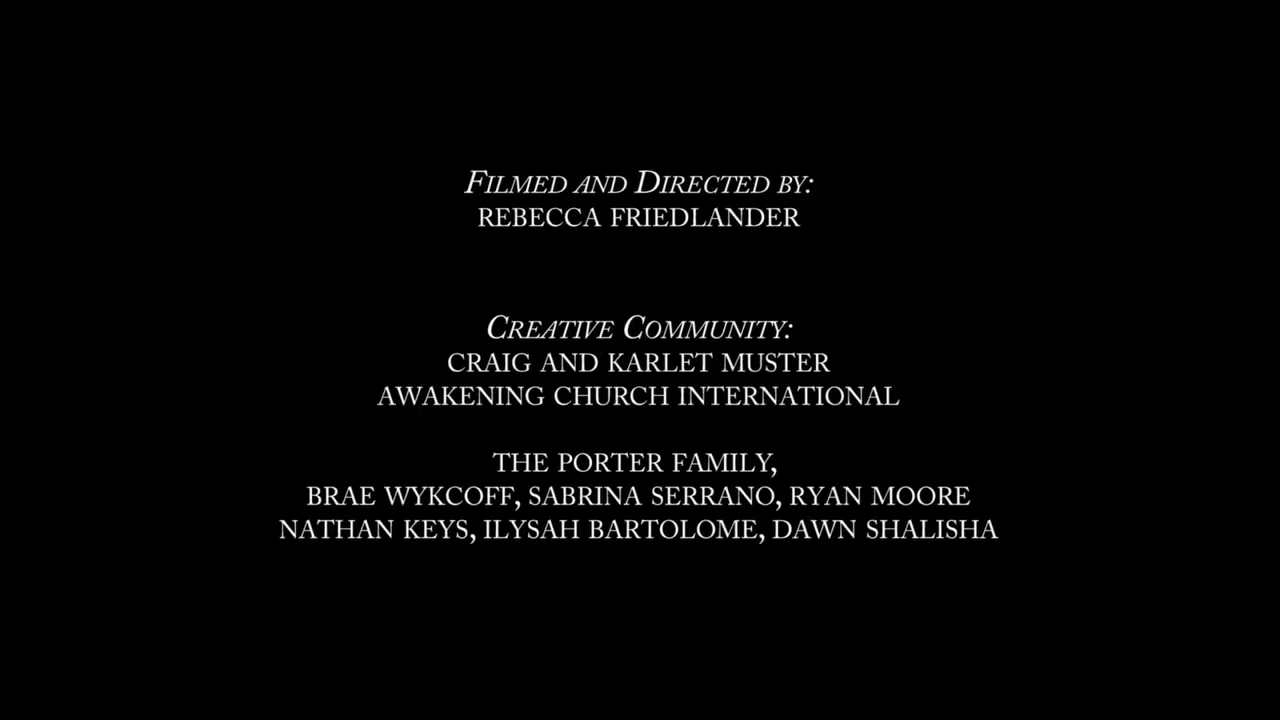 Filmed and Directed by:
REBECCA FRIEDLANDER
Creative Community:
CRAIG AND KARLET MUSTER
AWAKENING CHURCH INTERNATIONAL
THE PORTER FAMILY,
BRAE WYKCOFF, SABRINA SERRANO, RYAN MOORE
NATHAN KEYS, ILYSAH BARTOLOME, DAWN SHALISHA